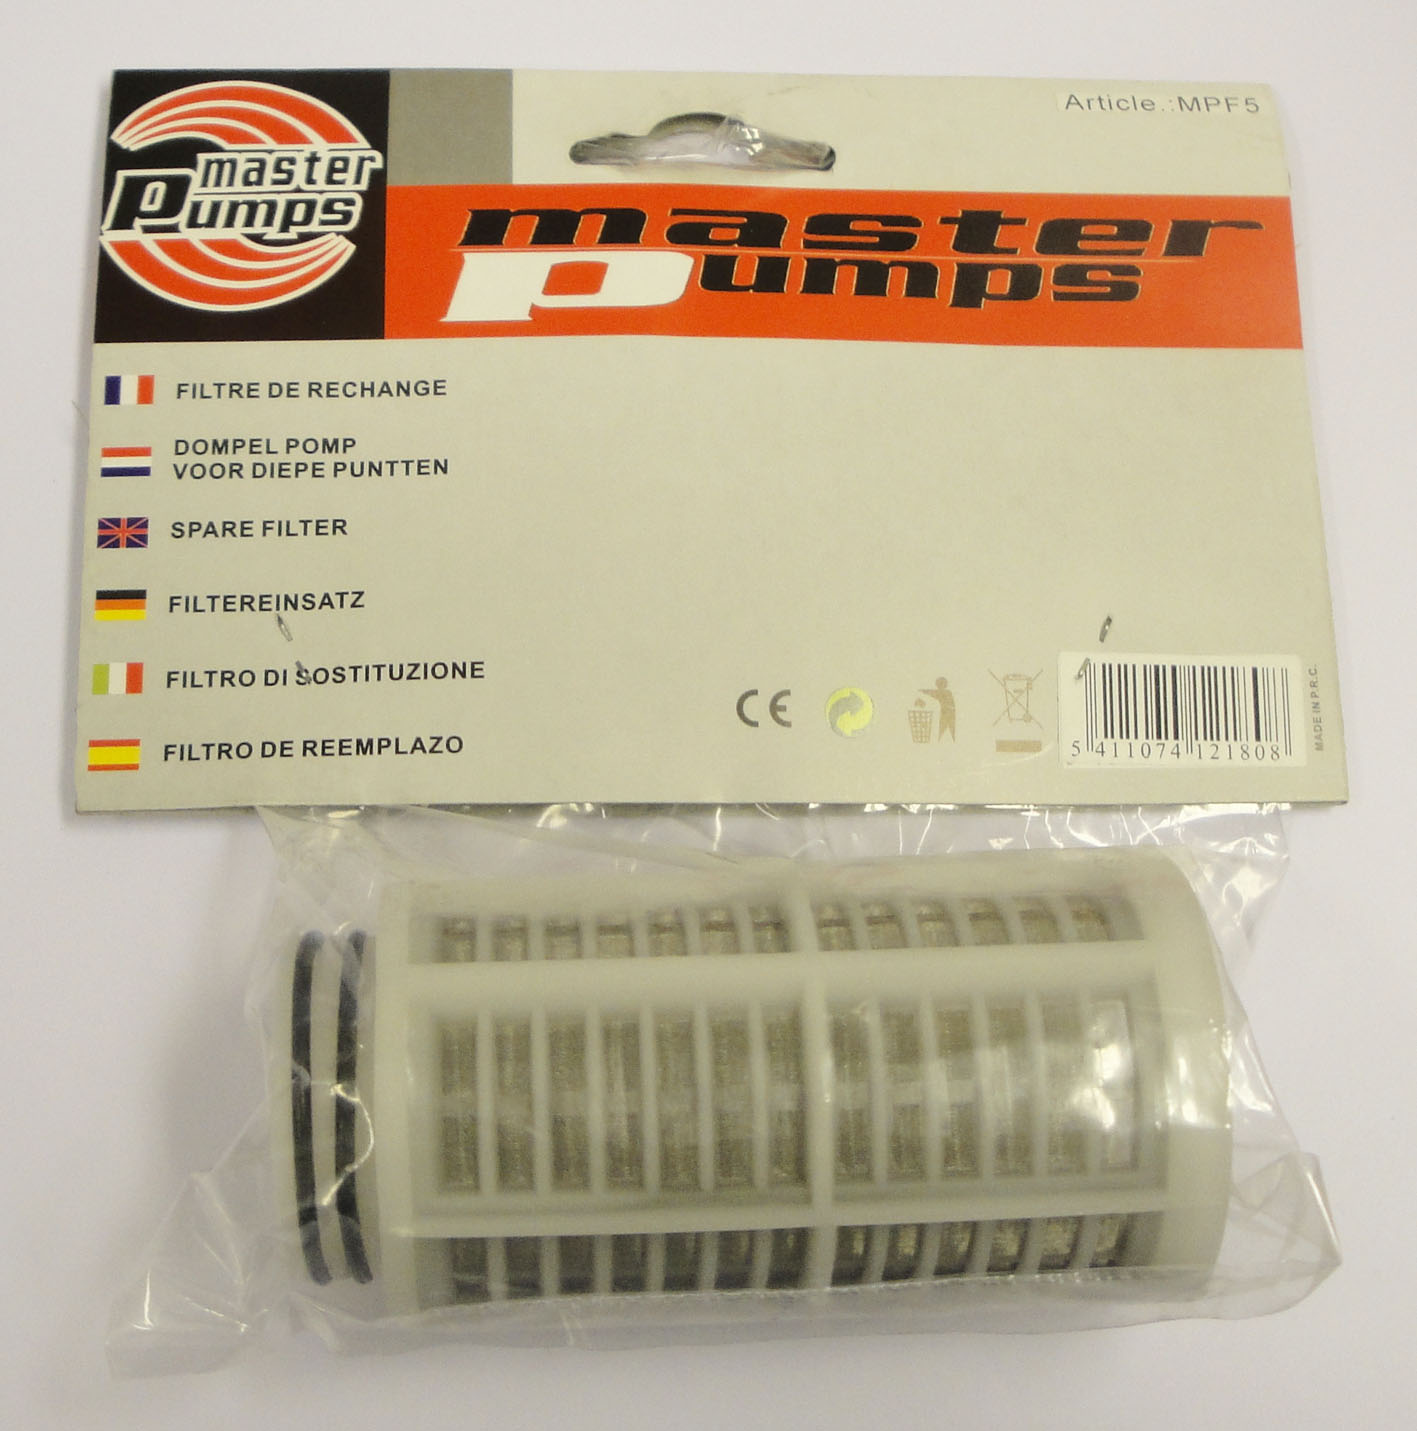 master
Pumps
Article.:MPF5
master
Pumps
FILTRE DE RECHANGE
DOMPEL POMP
VOOR DIEPE PUNTTEN
SPARE FILTER
FILTEREINSATZ
FILTRO DI SOSTITUZIONE
FILTRO DE REEMPLAZO
CE
5 411074 121808
MADE IN P.R.C.